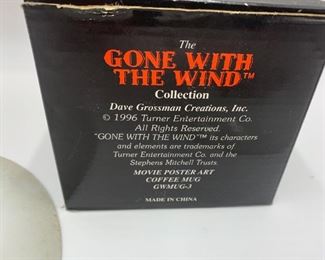 The
GONE WITH
THE WIND™
Collection
Dave Grossman Creations, Inc.
© 1996 Turner Entertainment Co.
All Rights Reserved.
"GONE WITH THE WIND"™ its characters
and elements are trademarks of
Turner Entertainment Co. and the
Stephens Mitchell Trusts.
MOVIE POSTER ART
COFFEE MUG
GWMUG-3
MADE IN CHINA